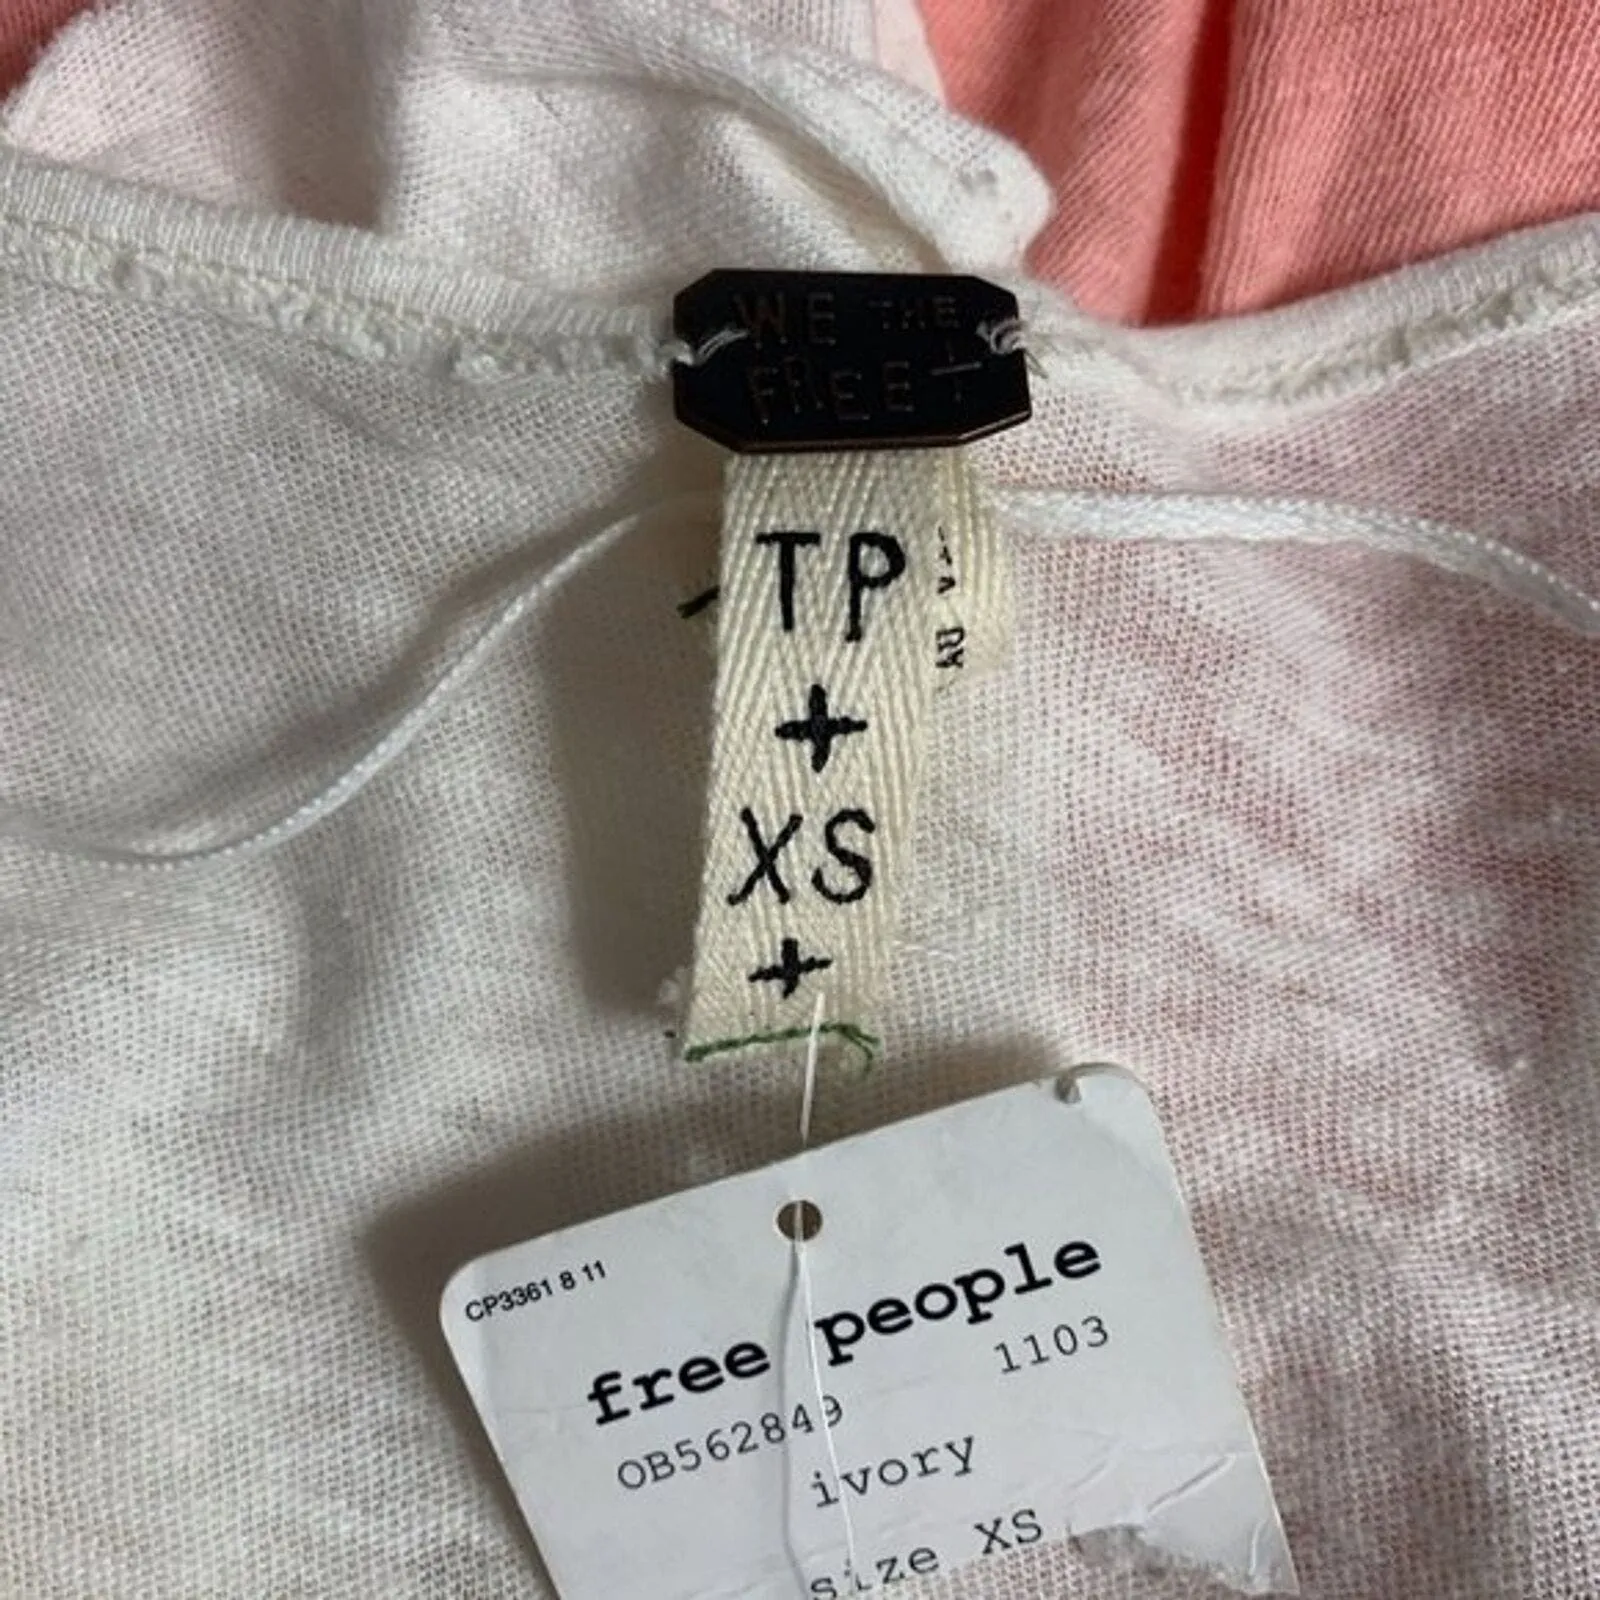 WE THE
FREE +
TP
+
XS
+
CP3361 8 11
free people
1103
OB562849
ivory
size XS